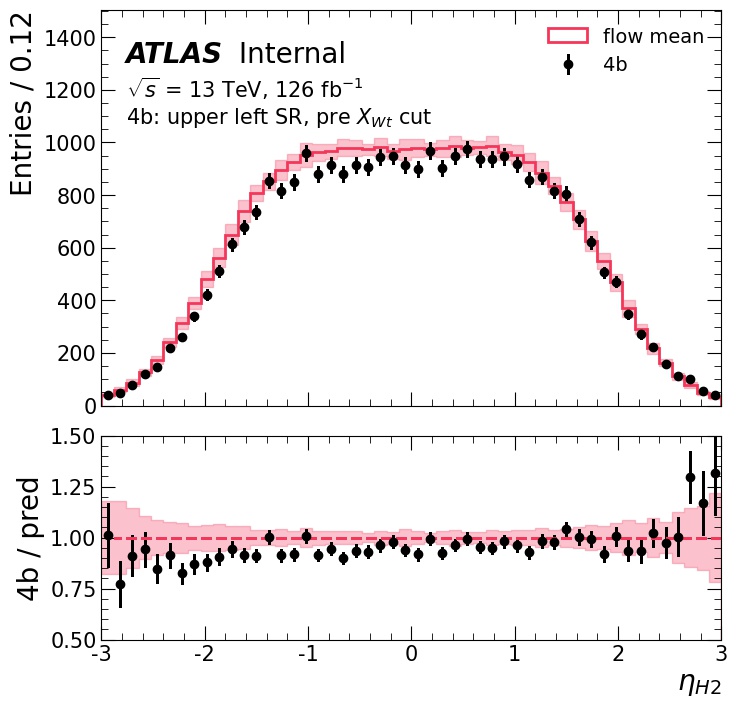 Entries / 0.12
1400
1200
1000
800
600
400
200
0
ATLAS Internal
√s = 13 TeV, 126 fb⁻¹
4b: upper left SR, pre X_Wt cut
flow mean
4b
4b / pred
1.50
1.25
1.00
0.75
0.50
-3 -2 -1 0 1 2 3
η_H2